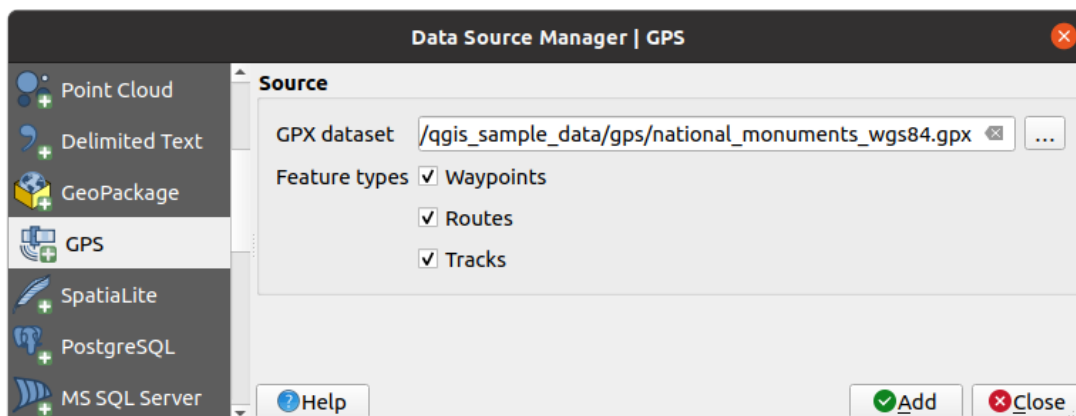 Data Source Manager | GPS
Point Cloud
Delimited Text
GeoPackage
GPS
SpatiaLite
PostgreSQL
MS SQL Server
Source
GPX dataset /qgis_sample_data/gps/national_monuments_wgs84.gpx ...
Feature types Waypoints
Routes
Tracks
Help Add Close